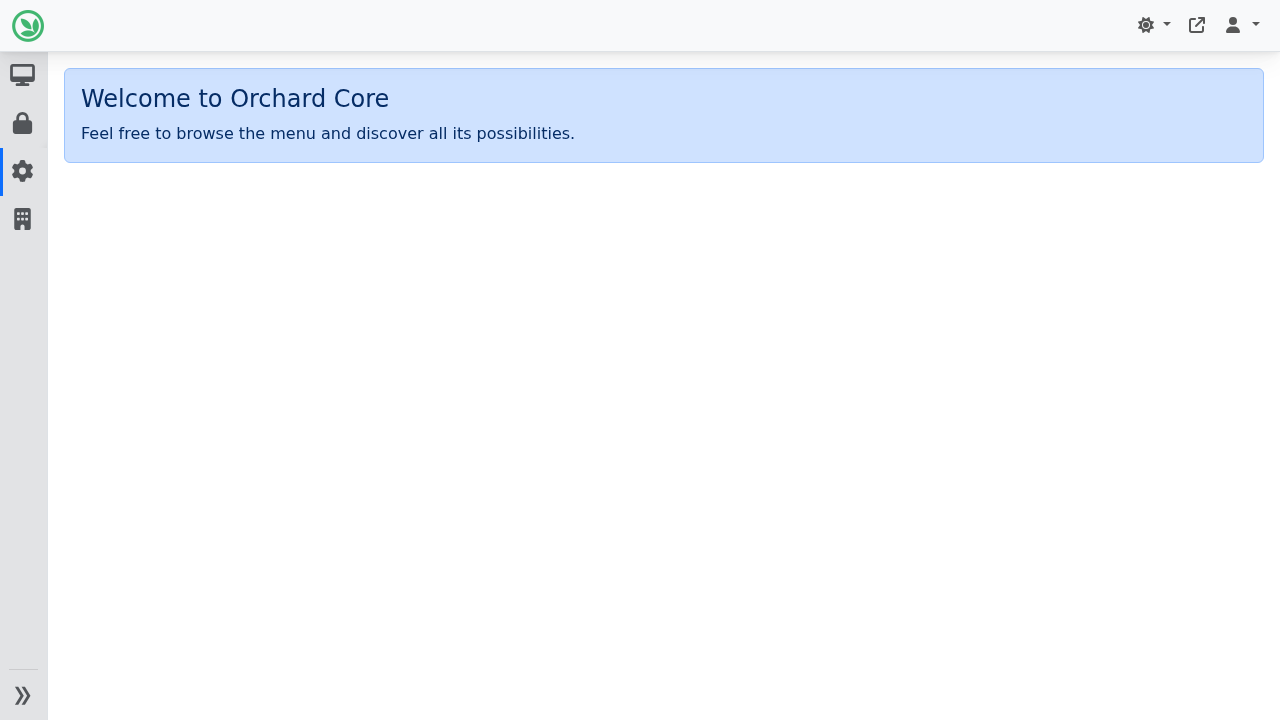 Welcome to Orchard Core
Feel free to browse the menu and discover all its possibilities.